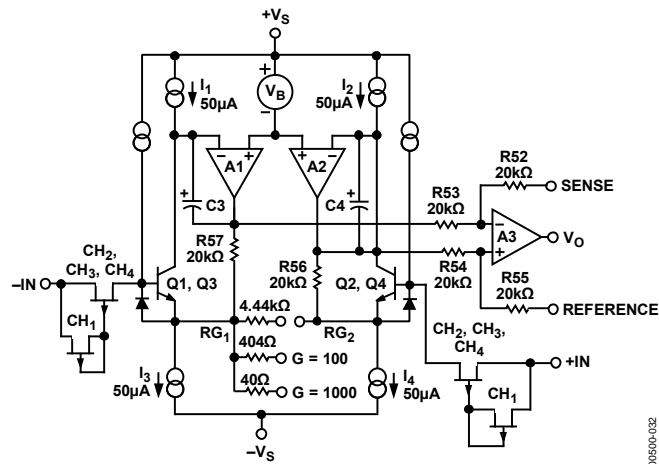 +VS
I1
50µA
+
VB
−
I2
50µA
− +
A1
+ −
A2
+
C3
+
C4
R57
20kΩ
R56
20kΩ
R53
20kΩ
R52
20kΩ
SENSE
−
A3
+
VO
R54
20kΩ
R55
20kΩ
REFERENCE
CH2,
CH3, CH4
−IN
CH1
Q1, Q3
Q2, Q4
4.44kΩ
RG1
RG2
404Ω
G = 100
40Ω
G = 1000
I3
50µA
I4
50µA
−VS
CH2, CH3,
CH4
+IN
CH1
00500-032